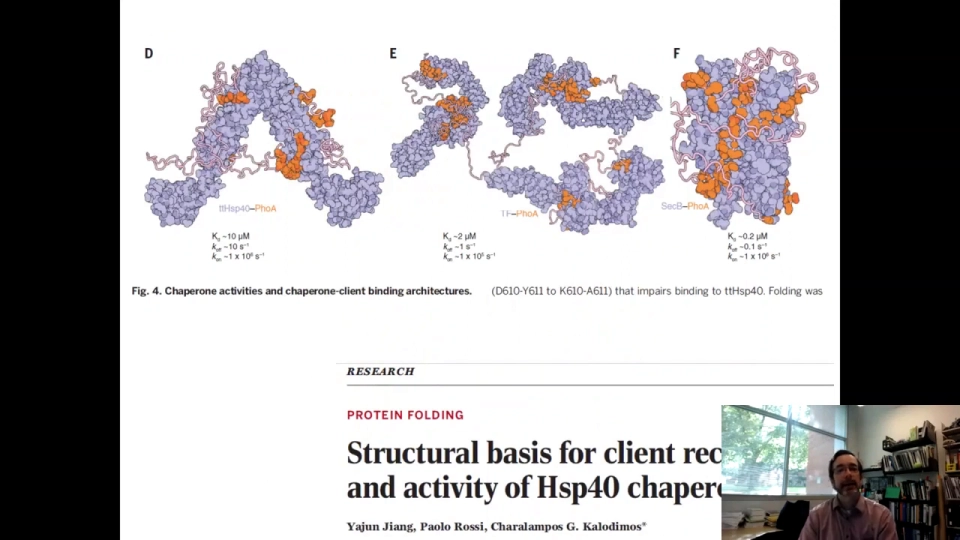 D
E
F
ttHsp40–PhoA
TF–PhoA
SecB–PhoA
Kd ~10 μM
koff ~10 s⁻¹
kon ~1 x 10⁶ s⁻¹
Kd ~2 μM
koff ~1 s⁻¹
kon ~1 x 10⁶ s⁻¹
Kd ~0.2 μM
koff ~0.1 s⁻¹
kon ~1 x 10⁶ s⁻¹
Fig. 4. Chaperone activities and chaperone-client binding architectures.
(D610-Y611 to K610-A611) that impairs binding to ttHsp40. Folding was
RESEARCH
PROTEIN FOLDING
Structural basis for client rec
and activity of Hsp40 chaper
Yajun Jiang, Paolo Rossi, Charalampos G. Kalodimos*